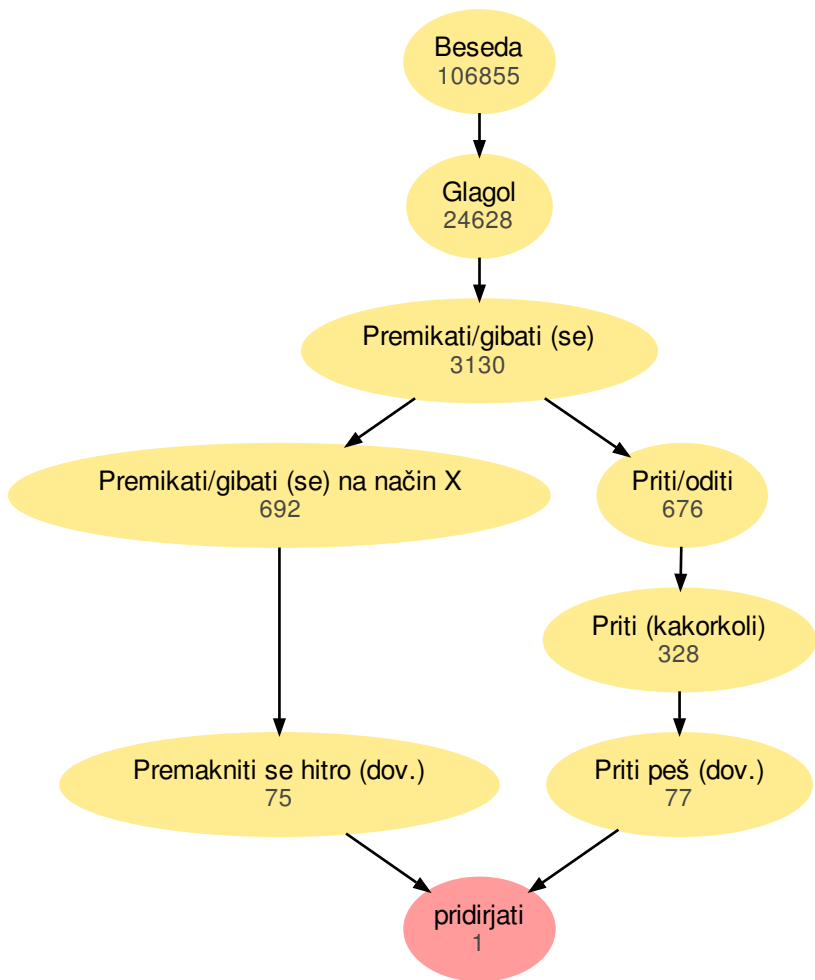 Beseda
106855
Glagol
24628
Premikati/gibati (se)
3130
Premikati/gibati (se) na način X
692
Priti/oditi
676
Priti (kakorkoli)
328
Premakniti se hitro (dov.)
75
Priti peš (dov.)
77
pridirjati
1